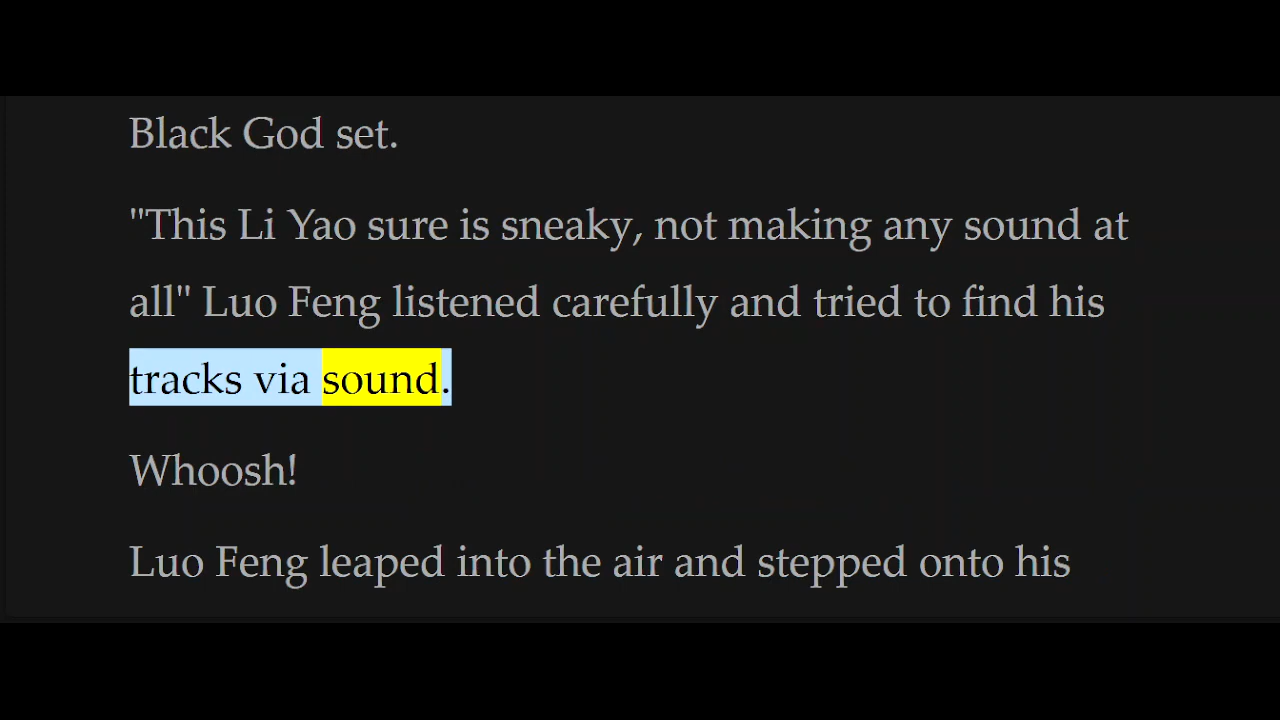 Black God set.
"This Li Yao sure is sneaky, not making any sound at
all" Luo Feng listened carefully and tried to find his
tracks via sound.
Whoosh!
Luo Feng leaped into the air and stepped onto his